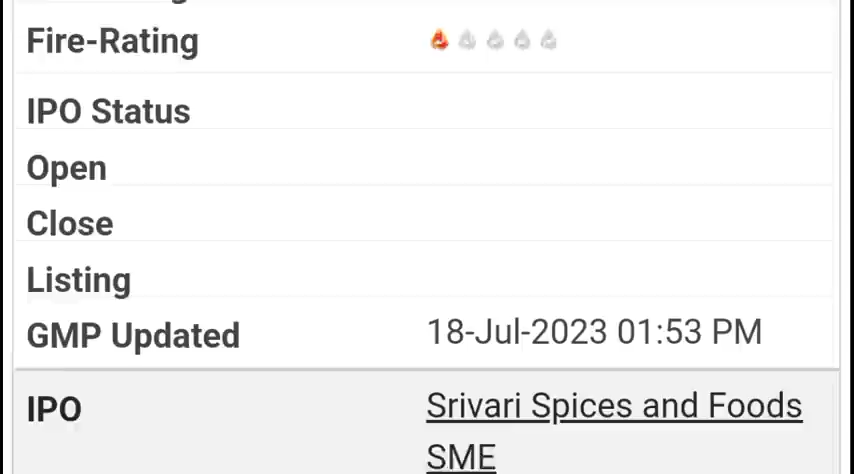 Fire-Rating
IPO Status
Open
Close
Listing
GMP Updated 18-Jul-2023 01:53 PM
IPO Srivari Spices and Foods
SME